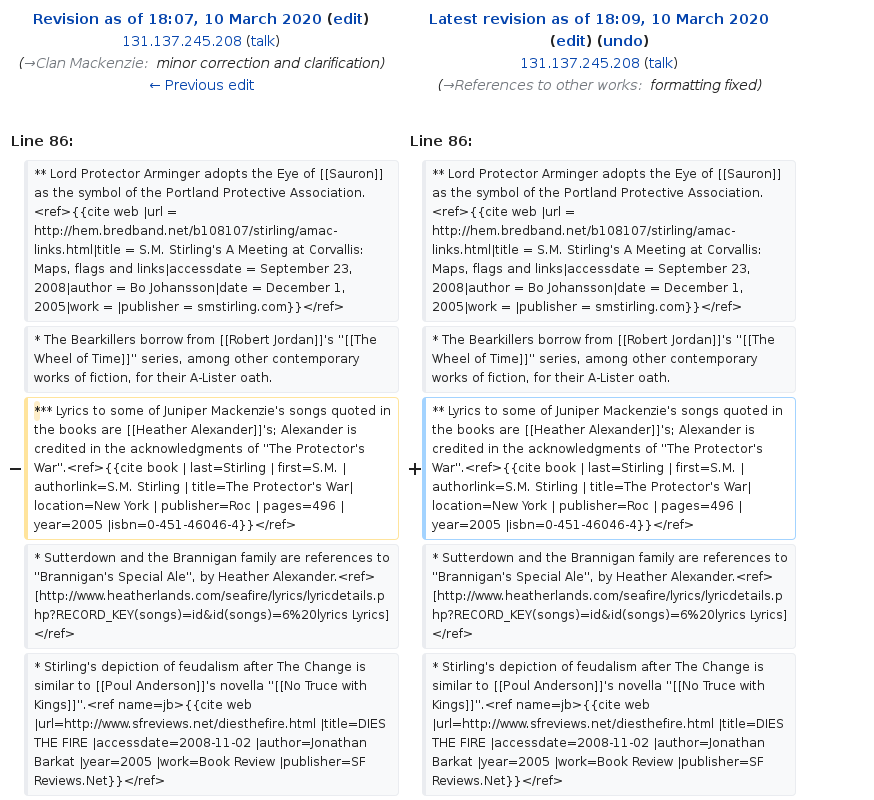 Revision as of 18:07, 10 March 2020 (edit)
131.137.245.208 (talk)
(→Clan Mackenzie: minor correction and clarification)
← Previous edit
Latest revision as of 18:09, 10 March 2020
(edit) (undo)
131.137.245.208 (talk)
(→References to other works: formatting fixed)
Line 86:
Line 86:
** Lord Protector Arminger adopts the Eye of [[Sauron]]
as the symbol of the Portland Protective Association.
<ref>{{cite web |url =
http://hem.bredband.net/b108107/stirling/amac-
links.html|title = S.M. Stirling's A Meeting at Corvallis:
Maps, flags and links|accessdate = September 23,
2008|author = Bo Johansson|date = December 1,
2005|work = |publisher = smstirling.com}}</ref>
** Lord Protector Arminger adopts the Eye of [[Sauron]]
as the symbol of the Portland Protective Association.
<ref>{{cite web |url =
http://hem.bredband.net/b108107/stirling/amac-
links.html|title = S.M. Stirling's A Meeting at Corvallis:
Maps, flags and links|accessdate = September 23,
2008|author = Bo Johansson|date = December 1,
2005|work = |publisher = smstirling.com}}</ref>
* The Bearkillers borrow from [[Robert Jordan]]'s ''[[The
Wheel of Time]]'' series, among other contemporary
works of fiction, for their A-Lister oath.
* The Bearkillers borrow from [[Robert Jordan]]'s ''[[The
Wheel of Time]]'' series, among other contemporary
works of fiction, for their A-Lister oath.
−
*** Lyrics to some of Juniper Mackenzie's songs quoted in
the books are [[Heather Alexander]]'s; Alexander is
credited in the acknowledgments of ''The Protector's
War''.<ref>{{cite book | last=Stirling | first=S.M. |
authorlink=S.M. Stirling | title=The Protector's War|
location=New York | publisher=Roc | pages=496 |
year=2005 |isbn=0-451-46046-4}}</ref>
+
** Lyrics to some of Juniper Mackenzie's songs quoted in
the books are [[Heather Alexander]]'s; Alexander is
credited in the acknowledgments of ''The Protector's
War''.<ref>{{cite book | last=Stirling | first=S.M. |
authorlink=S.M. Stirling | title=The Protector's War|
location=New York | publisher=Roc | pages=496 |
year=2005 |isbn=0-451-46046-4}}</ref>
* Sutterdown and the Brannigan family are references to
''Brannigan's Special Ale'', by Heather Alexander.<ref>
[http://www.heatherlands.com/seafire/lyrics/lyricdetails.p
hp?RECORD_KEY(songs)=id&id(songs)=6%20lyrics Lyrics]
</ref>
* Sutterdown and the Brannigan family are references to
''Brannigan's Special Ale'', by Heather Alexander.<ref>
[http://www.heatherlands.com/seafire/lyrics/lyricdetails.p
hp?RECORD_KEY(songs)=id&id(songs)=6%20lyrics Lyrics]
</ref>
* Stirling's depiction of feudalism after The Change is
similar to [[Poul Anderson]]'s novella ''[[No Truce with
Kings]]''.<ref name=jb>{{cite web
|url=http://www.sfreviews.net/diesthefire.html |title=DIES
THE FIRE |accessdate=2008-11-02 |author=Jonathan
Barkat |year=2005 |work=Book Review |publisher=SF
Reviews.Net}}</ref>
* Stirling's depiction of feudalism after The Change is
similar to [[Poul Anderson]]'s novella ''[[No Truce with
Kings]]''.<ref name=jb>{{cite web
|url=http://www.sfreviews.net/diesthefire.html |title=DIES
THE FIRE |accessdate=2008-11-02 |author=Jonathan
Barkat |year=2005 |work=Book Review |publisher=SF
Reviews.Net}}</ref>